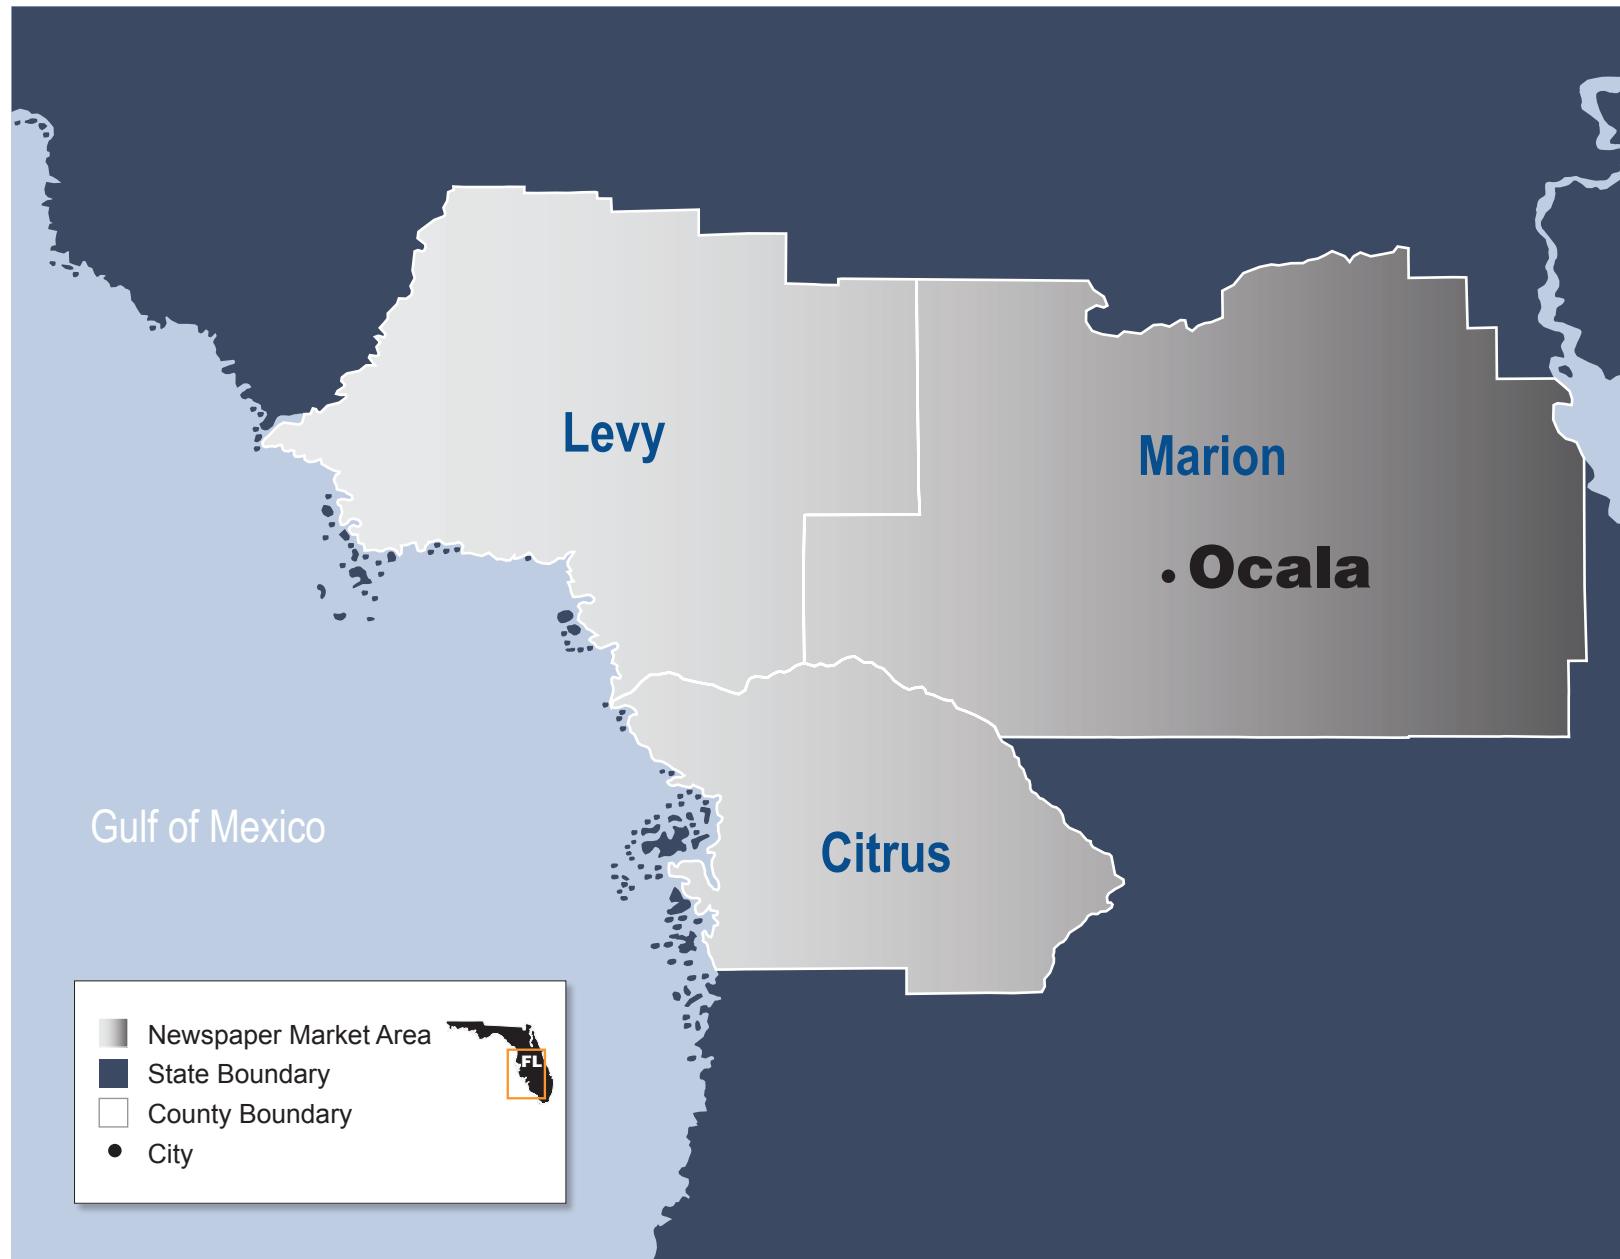 Levy
Marion
Ocala
Gulf of Mexico
Citrus
Newspaper Market Area
State Boundary
County Boundary
City
FL